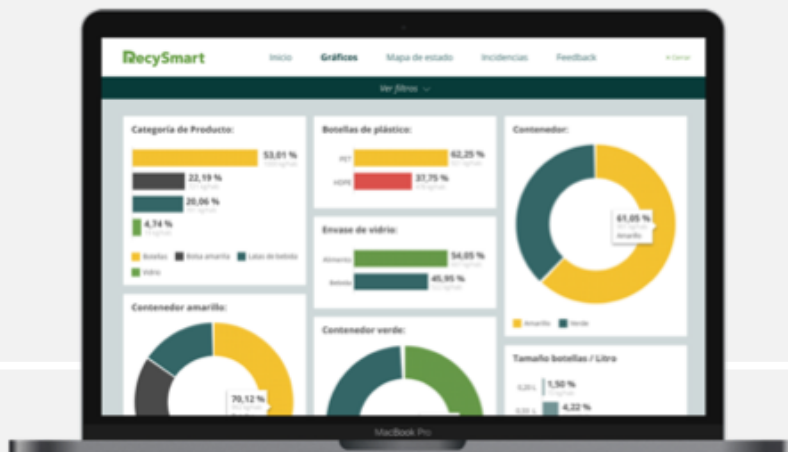 RecySmart
Inicio
Gráficos
Mapa de estado
Incidencias
Feedback
Cerrar
Ver filtros
Categoría de Producto:
53,01 %
22,19 %
20,06 %
4,74 %
Botellas
Bolsa amarilla
Latas de bebida
Vidrio
Botellas de plástico:
PET
62,25 %
HDPE
37,75 %
Envase de vidrio:
Alimento
54,05 %
Bebida
45,95 %
Contenedor:
61,05 %
Amarillo
Amarillo
Verde
Contenedor amarillo:
70,12 %
Contenedor verde:
Tamaño botellas / Litro
0,20 L
1,50 %
4,22 %
MacBook Pro